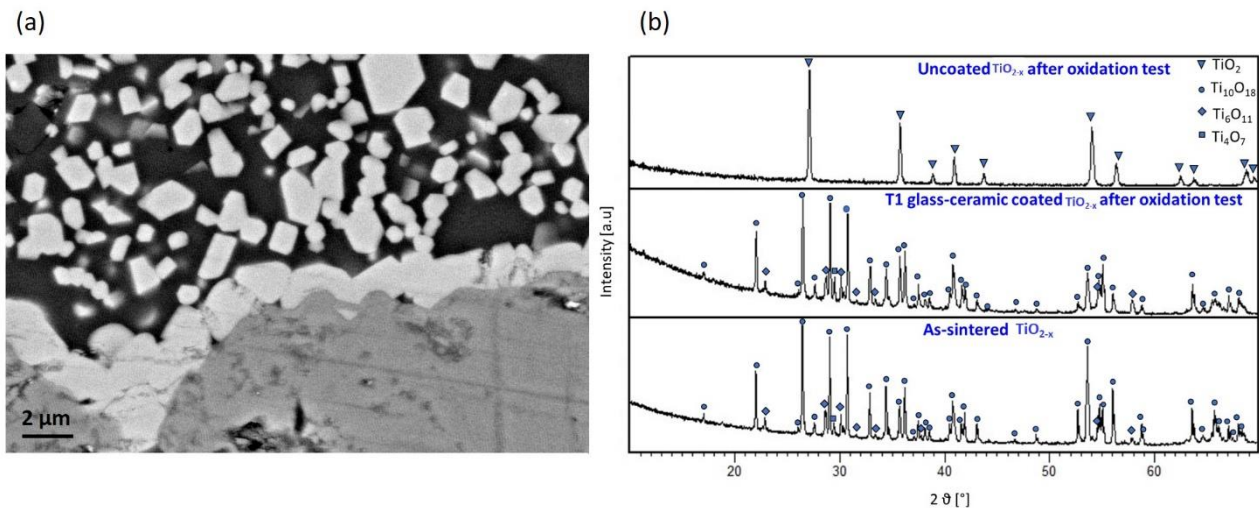 (a)
(b)
2 µm
Uncoated TiO2-x after oxidation test
TiO2
Ti10O18
Ti6O11
Ti4O7
T1 glass-ceramic coated TiO2-x after oxidation test
As-sintered TiO2-x
Intensity [a.u]
20 30 40 50 60
2 ϑ [°]